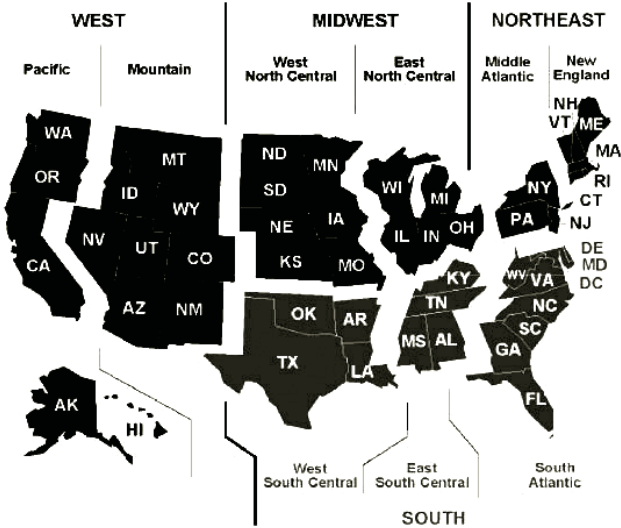 WEST
MIDWEST
NORTHEAST
Pacific
Mountain
West
North Central
East
North Central
Middle
Atlantic
New
England
WA
OR
CA
NV
MT
ID
WY
UT
CO
AZ
NM
ND
SD
NE
KS
MN
IA
MO
WI
MI
IL
IN
OH
NH
VT
ME
MA
RI
CT
NY
PA
NJ
DE
MD
DC
WV
VA
NC
SC
GA
FL
KY
TN
MS
AL
OK
AR
TX
LA
AK
HI
West
South Central
East
South Central
South
Atlantic
SOUTH